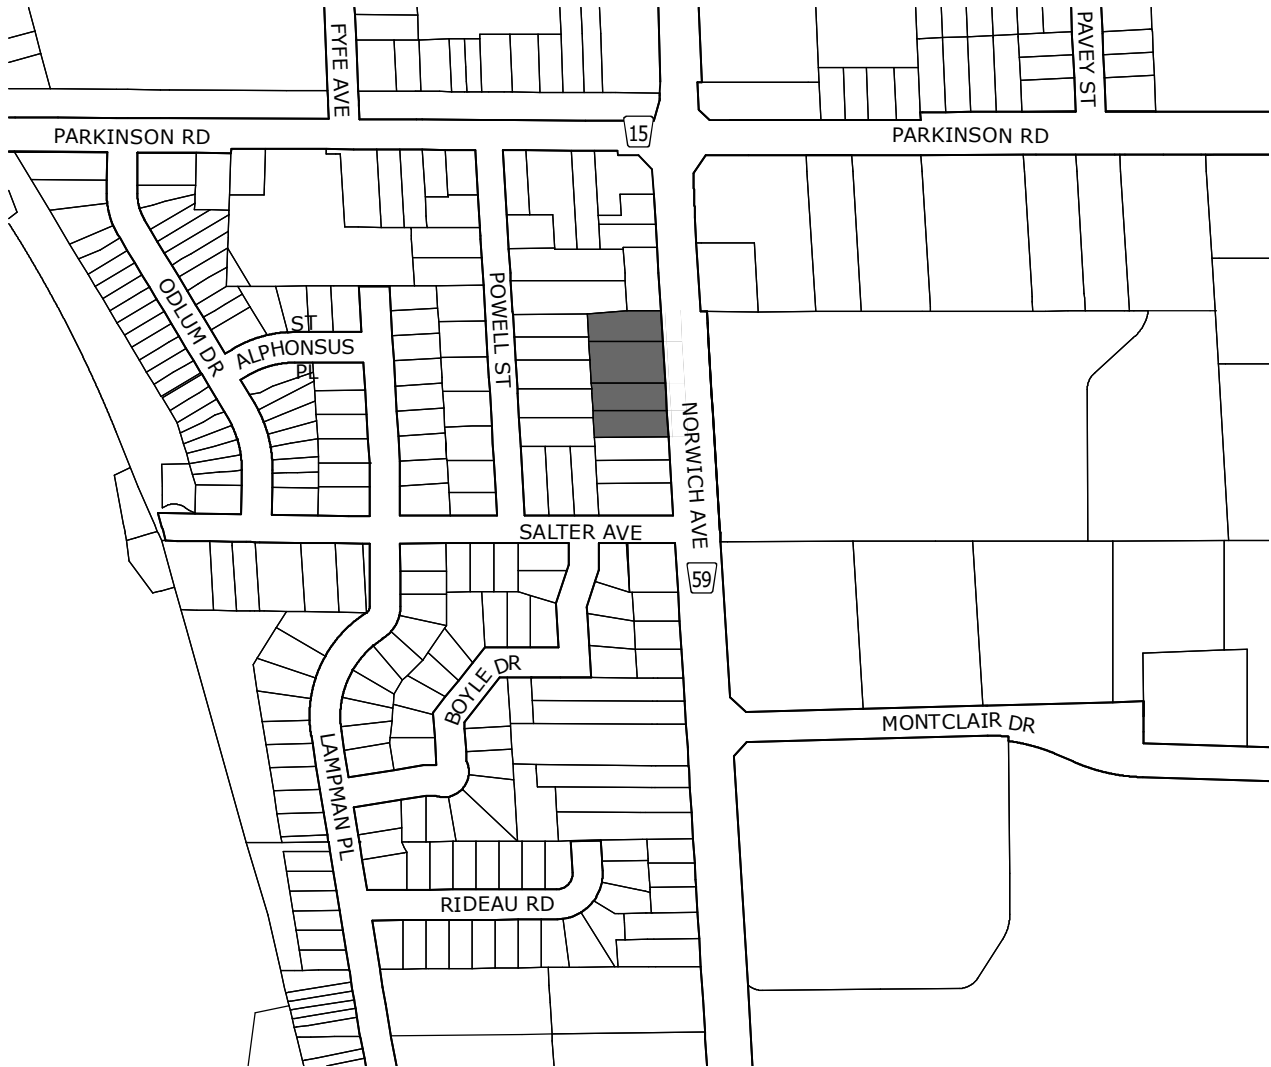 FYFE AVE
PAVEY ST
PARKINSON RD
15
PARKINSON RD
ODLUM DR
ST
ALPHONSUS
PL
POWELL ST
NORWICH AVE
SALTER AVE
59
BOYLE DR
MONTCLAIR DR
LAMPMAN PL
RIDEAU RD